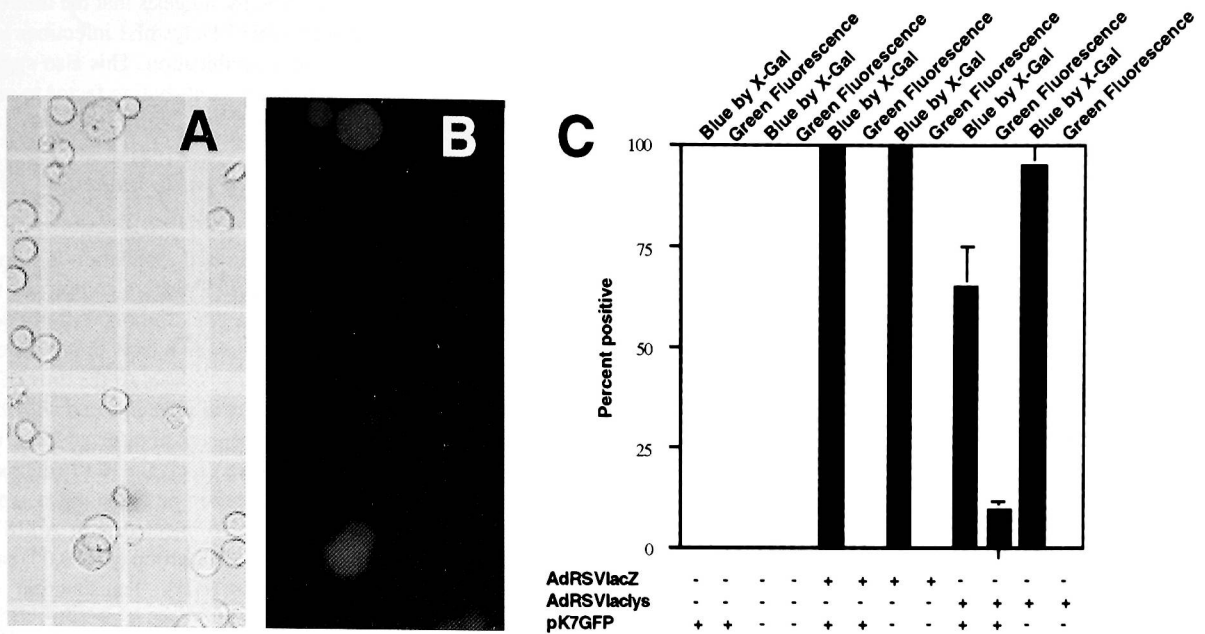 A
B
C
Blue by X-Gal
Green Fluorescence
Blue by X-Gal
Green Fluorescence
Blue by X-Gal
Green Fluorescence
Blue by X-Gal
Green Fluorescence
Blue by X-Gal
Green Fluorescence
Blue by X-Gal
Green Fluorescence
Percent positive
100
75
50
25
0
AdRSVlacZ - - - - + + + + - - - -
AdRSVlaclys - - - - - - - - + + + +
pK7GFP + + - - + + - - + + - -